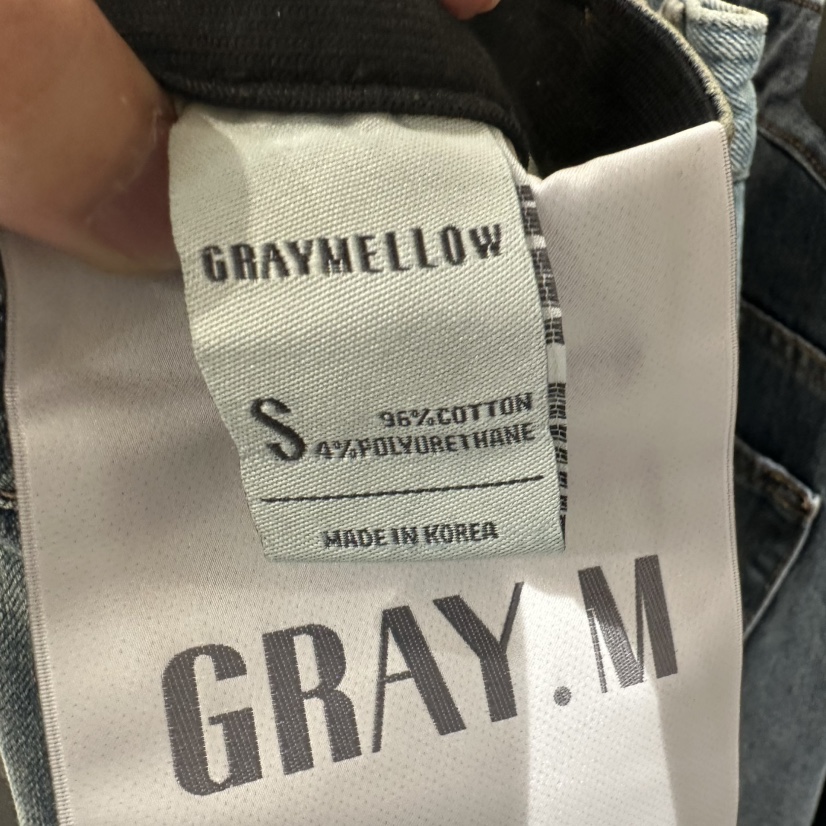 GRAYMELLOW
S
96%COTTON
4%POLYURETHANE
MADE IN KOREA
GRAY.M